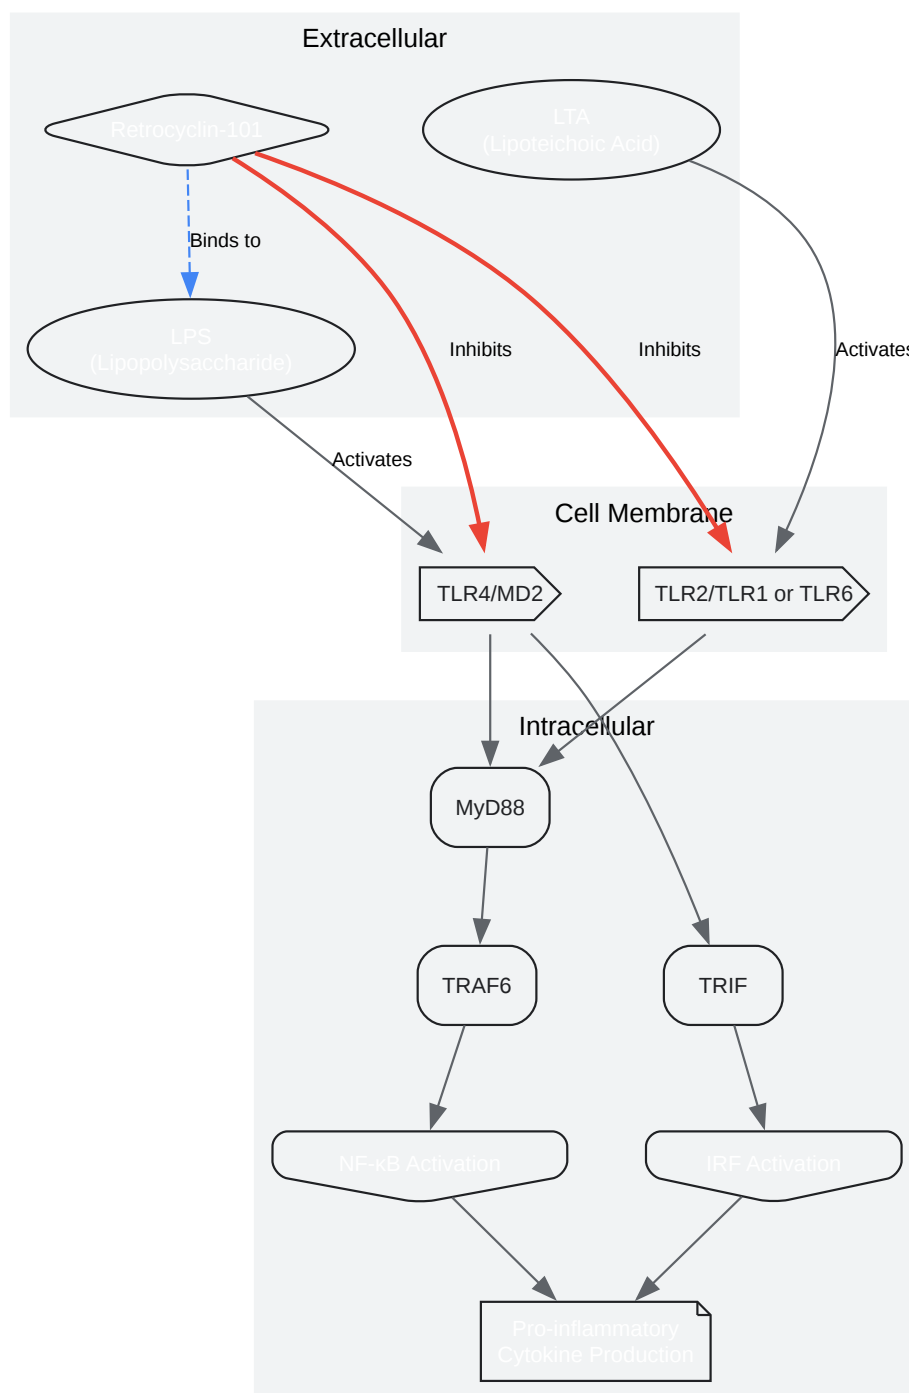 Extracellular
Retrocyclin-101
LTA
(Lipoteichoic Acid)
Binds to
LPS
(Lipopolysaccharide)
Inhibits
Inhibits
Activates
Activates
Cell Membrane
TLR4/MD2
TLR2/TLR1 or TLR6
Intracellular
MyD88
TRAF6
TRIF
NF-κB Activation
IRF Activation
Pro-inflammatory
Cytokine Production